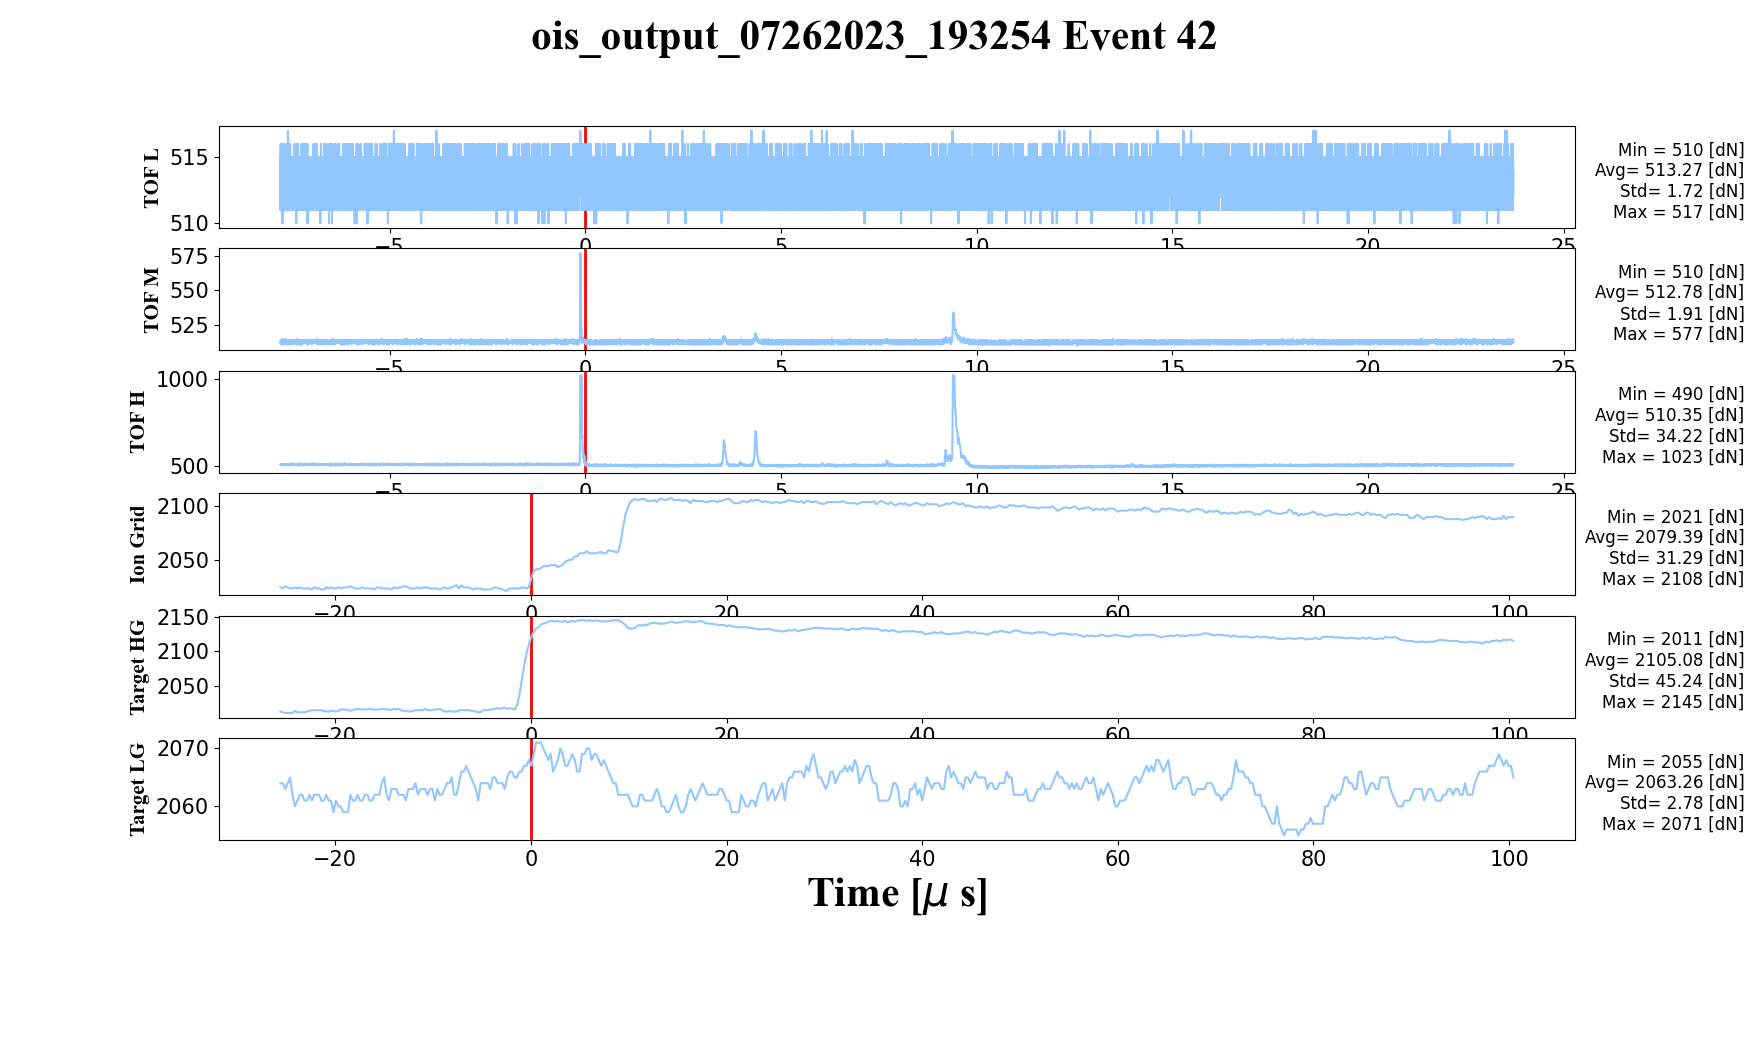 ois_output_07262023_193254 Event 42
TOF L
515
510
−5 0 5 10 15 20 25
Min = 510 [dN]
Avg= 513.27 [dN]
Std= 1.72 [dN]
Max = 517 [dN]
TOF M
575
550
525
−5 0 5 10 15 20 25
Min = 510 [dN]
Avg= 512.78 [dN]
Std= 1.91 [dN]
Max = 577 [dN]
TOF H
1000
500
−5 0 5 10 15 20 25
Min = 490 [dN]
Avg= 510.35 [dN]
Std= 34.22 [dN]
Max = 1023 [dN]
Ion Grid
2100
2050
−20 0 20 40 60 80 100
Min = 2021 [dN]
Avg= 2079.39 [dN]
Std= 31.29 [dN]
Max = 2108 [dN]
Target HG
2150
2100
2050
−20 0 20 40 60 80 100
Min = 2011 [dN]
Avg= 2105.08 [dN]
Std= 45.24 [dN]
Max = 2145 [dN]
Target LG
2070
2060
−20 0 20 40 60 80 100
Min = 2055 [dN]
Avg= 2063.26 [dN]
Std= 2.78 [dN]
Max = 2071 [dN]
Time [μ s]